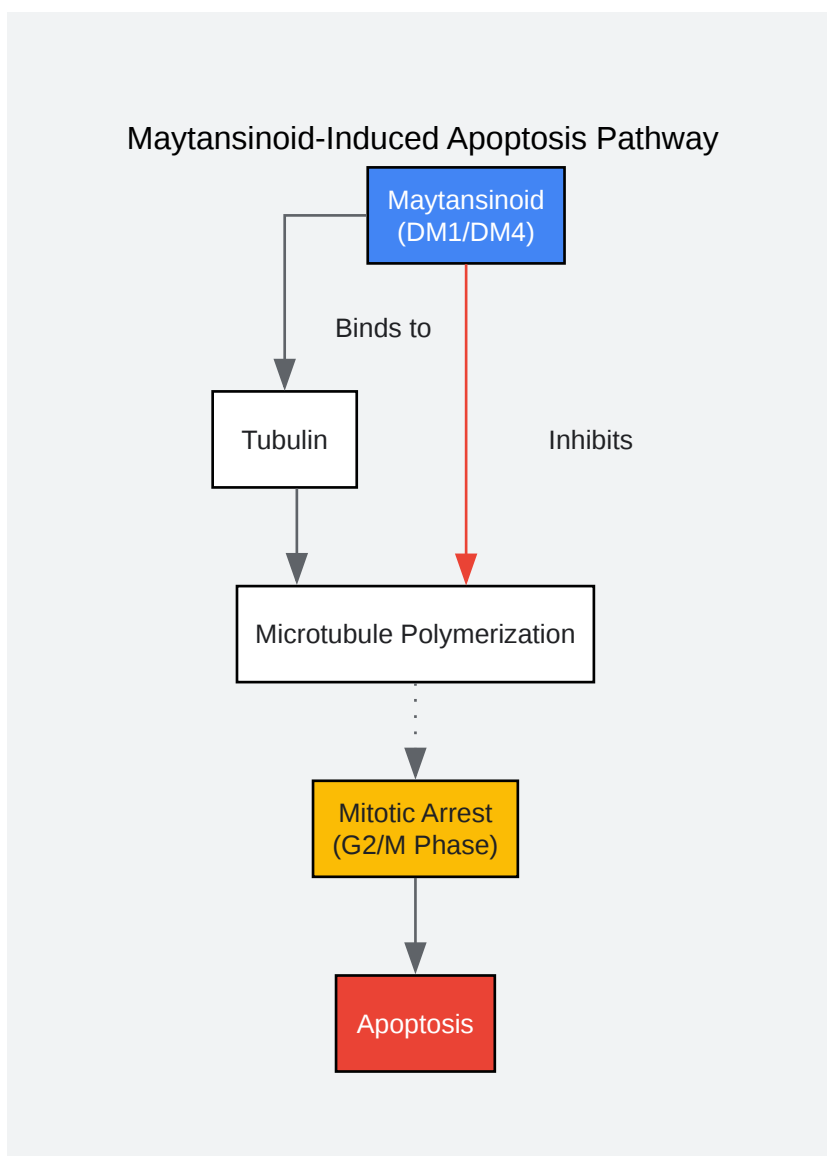 Maytansinoid-Induced Apoptosis Pathway
Maytansinoid
(DM1/DM4)
Binds to
Tubulin
Inhibits
Microtubule Polymerization
Mitotic Arrest
(G2/M Phase)
Apoptosis